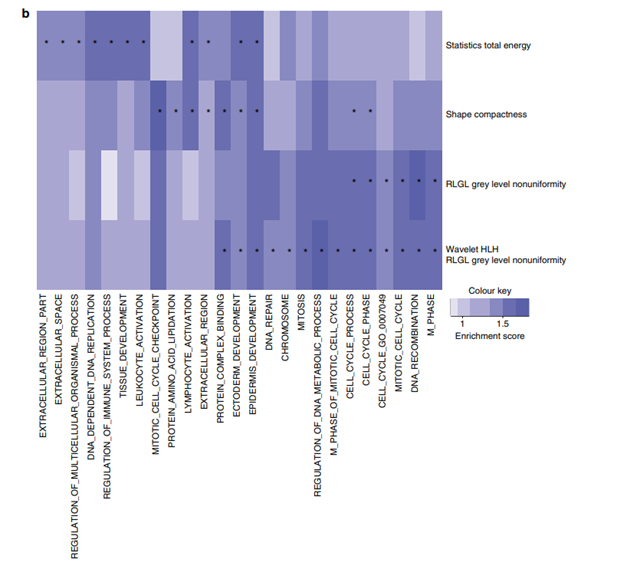 b
Statistics total energy
Shape compactness
RLGL grey level nonuniformity
Wavelet HLH
RLGL grey level nonuniformity
Colour key
1 1.5
Enrichment score
EXTRACELLULAR_REGION_PART
EXTRACELLULAR_SPACE
REGULATION_OF_MULTICELLULAR_ORGANISMAL_PROCESS
DNA_DEPENDENT_DNA_REPLICATION
REGULATION_OF_IMMUNE_SYSTEM_PROCESS
TISSUE_DEVELOPMENT
LEUKOCYTE_ACTIVATION
MITOTIC_CELL_CYCLE_CHECKPOINT
PROTEIN_AMINO_ACID_LIPIDATION
LYMPHOCYTE_ACTIVATION
EXTRACELLULAR_REGION
PROTEIN_COMPLEX_BINDING
ECTODERM_DEVELOPMENT
EPIDERMIS_DEVELOPMENT
DNA_REPAIR
CHROMOSOME
MITOSIS
REGULATION_OF_DNA_METABOLIC_PROCESS
M_PHASE_OF_MITOTIC_CELL_CYCLE
CELL_CYCLE_PROCESS
CELL_CYCLE_PHASE
CELL_CYCLE_GO_0007049
MITOTIC_CELL_CYCLE
DNA_RECOMBINATION
M_PHASE